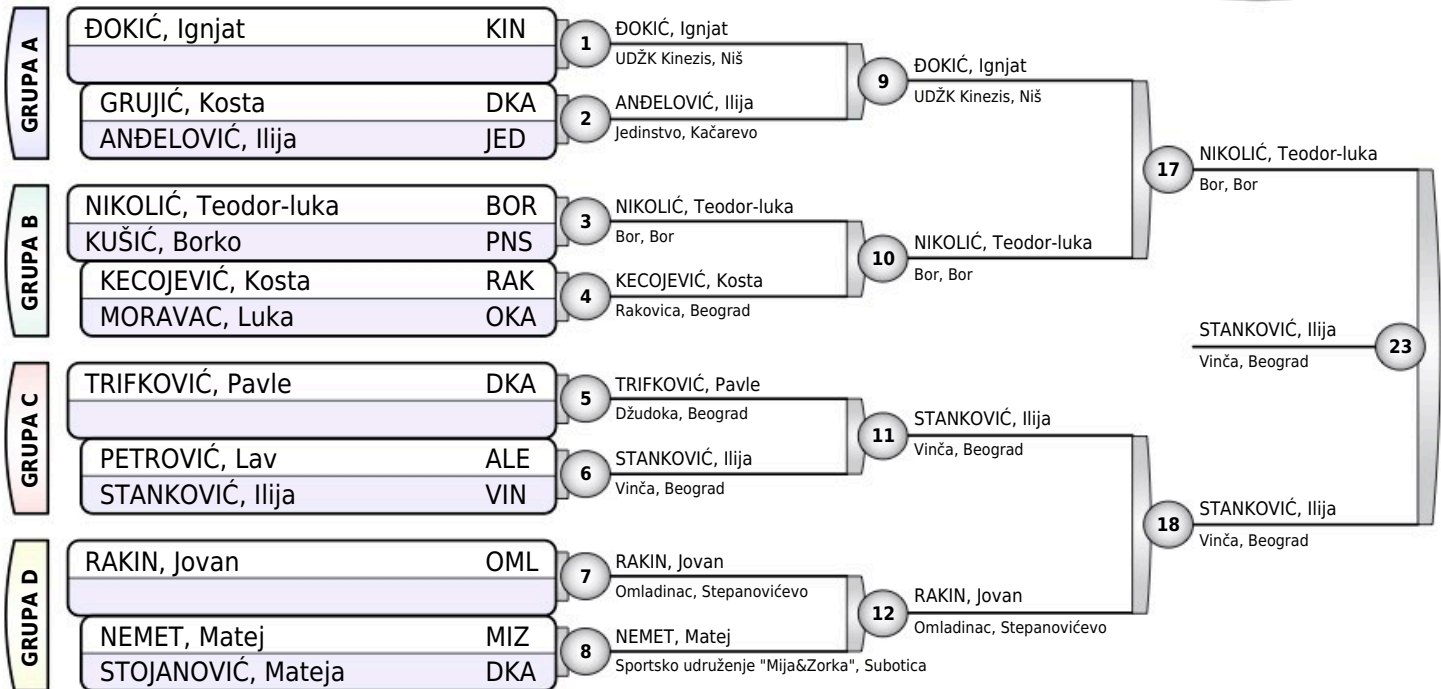 GRUPA A
ĐOKIĆ, Ignjat KIN
GRUJIĆ, Kosta DKA
ANĐELOVIĆ, Ilija JED
GRUPA B
NIKOLIĆ, Teodor-luka BOR
KUŠIĆ, Borko PNS
KECOJEVIĆ, Kosta RAK
MORAVAC, Luka OKA
GRUPA C
TRIFKOVIĆ, Pavle DKA
PETROVIĆ, Lav ALE
STANKOVIĆ, Ilija VIN
GRUPA D
RAKIN, Jovan OML
NEMET, Matej MIZ
STOJANOVIĆ, Mateja DKA
1
ĐOKIĆ, Ignjat
UDŽK Kinezis, Niš
2
ANĐELOVIĆ, Ilija
Jedinstvo, Kačarevo
3
NIKOLIĆ, Teodor-luka
Bor, Bor
4
KECOJEVIĆ, Kosta
Rakovica, Beograd
5
TRIFKOVIĆ, Pavle
Džudoka, Beograd
6
STANKOVIĆ, Ilija
Vinča, Beograd
7
RAKIN, Jovan
Omladinac, Stepanovićevo
8
NEMET, Matej
Sportsko udruženje "Mija&Zorka", Subotica
9
ĐOKIĆ, Ignjat
UDŽK Kinezis, Niš
10
NIKOLIĆ, Teodor-luka
Bor, Bor
11
STANKOVIĆ, Ilija
Vinča, Beograd
12
RAKIN, Jovan
Omladinac, Stepanovićevo
17
NIKOLIĆ, Teodor-luka
Bor, Bor
18
STANKOVIĆ, Ilija
Vinča, Beograd
STANKOVIĆ, Ilija
Vinča, Beograd
23